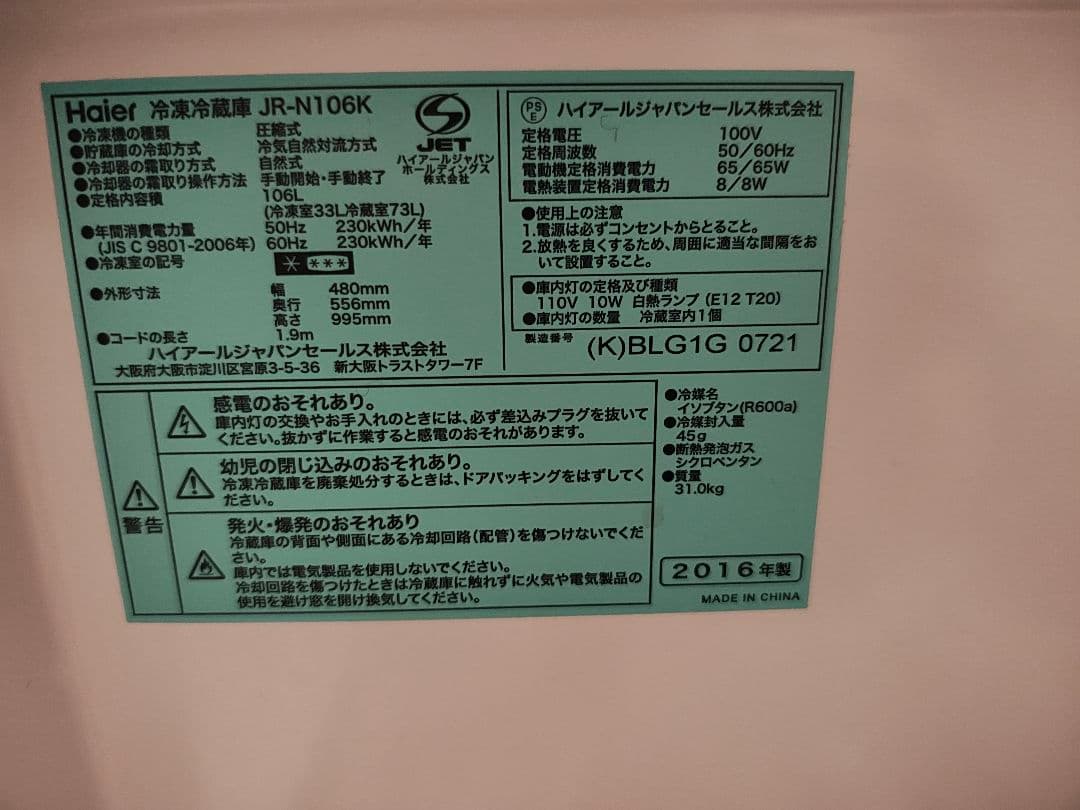 Haier 冷凍冷蔵庫 JR-N106K
●冷凍機の種類 圧縮式
●貯蔵庫の冷却方式 冷気自然対流方式
●冷却器の霜取り方式 自然式
●冷却器の霜取り操作方法 手動開始・手動終了
●定格内容積 106L
(冷凍室33L冷蔵室73L)
●年間消費電力量 50Hz 230kWh/年
(JIS C 9801-2006年) 60Hz 230kWh/年
●冷凍室の記号 * ***
●外形寸法 幅 480mm
奥行 556mm
高さ 995mm
●コードの長さ 1.9m
ハイアールジャパンセールス株式会社
大阪府大阪市淀川区宮原3-5-36 新大阪トラストタワー7F
JET
ハイアールジャパン
ホールディングス
株式会社
PS
E
ハイアールジャパンセールス株式会社
定格電圧 100V
定格周波数 50/60Hz
電動機定格消費電力 65/65W
電熱装置定格消費電力 8/8W
●使用上の注意
1.電源は必ずコンセントからとること。
2.放熱を良くするため、周囲に適当な間隔をお
いて設置すること。
●庫内灯の定格及び種類
110V 10W 白熱ランプ (E12 T20)
●庫内灯の数量 冷蔵室内1個
製造番号 (K)BLG1G 0721
警告
感電のおそれあり。
庫内灯の交換やお手入れのときには、必ず差込みプラグを抜いて
ください。抜かずに作業すると感電のおそれがあります。
幼児の閉じ込みのおそれあり。
冷凍冷蔵庫を廃棄処分するときは、ドアパッキングをはずしてく
ださい。
発火・爆発のおそれあり
冷蔵庫の背面や側面にある冷却回路(配管)を傷つけないでくだ
さい。
庫内では電気製品を使用しないでください。
冷却回路を傷つけたときは冷蔵庫に触れずに火気や電気製品の
使用を避け窓を開け換気してください。
●冷媒名
イソブタン(R600a)
●冷媒封入量
45g
●断熱発泡ガス
シクロペンタン
●質量
31.0kg
2016年製
MADE IN CHINA